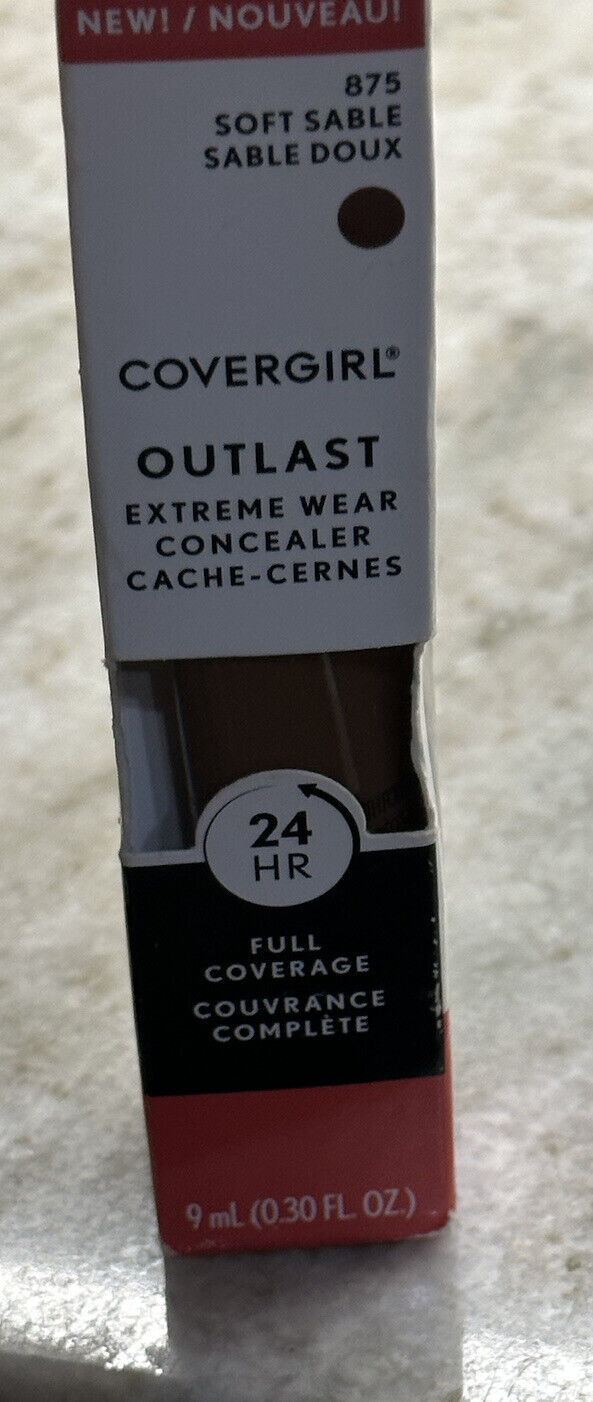 NEW! / NOUVEAU!
875
SOFT SABLE
SABLE DOUX
COVERGIRL®
OUTLAST
EXTREME WEAR
CONCEALER
CACHE-CERNES
24
HR
FULL
COVERAGE
COUVRANCE
COMPLÈTE
9 mL (0.30 FL. OZ.)